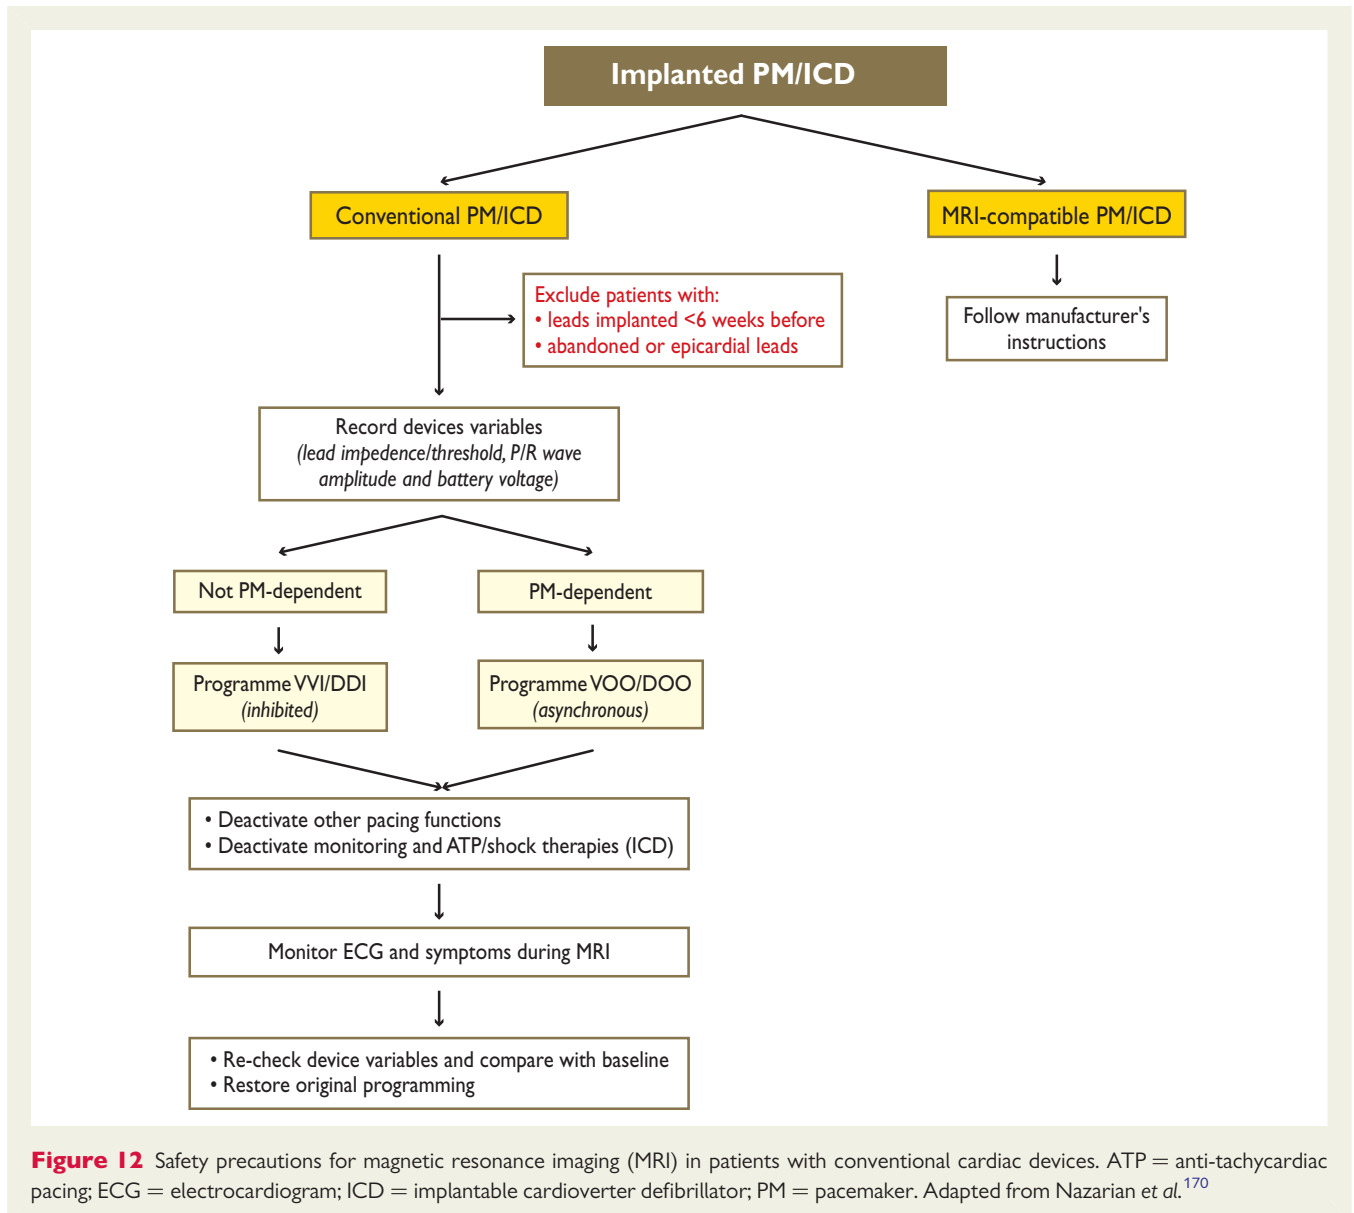 Implanted PM/ICD
Conventional PM/ICD
MRI-compatible PM/ICD
Exclude patients with:
• leads implanted <6 weeks before
• abandoned or epicardial leads
Follow manufacturer's
instructions
Record devices variables
(lead impedence/threshold, P/R wave
amplitude and battery voltage)
Not PM-dependent
PM-dependent
Programme VVI/DDI
(inhibited)
Programme VOO/DOO
(asynchronous)
• Deactivate other pacing functions
• Deactivate monitoring and ATP/shock therapies (ICD)
Monitor ECG and symptoms during MRI
• Re-check device variables and compare with baseline
• Restore original programming
Figure 12 Safety precautions for magnetic resonance imaging (MRI) in patients with conventional cardiac devices. ATP = anti-tachycardiac
pacing; ECG = electrocardiogram; ICD = implantable cardioverter defibrillator; PM = pacemaker. Adapted from Nazarian et al.170